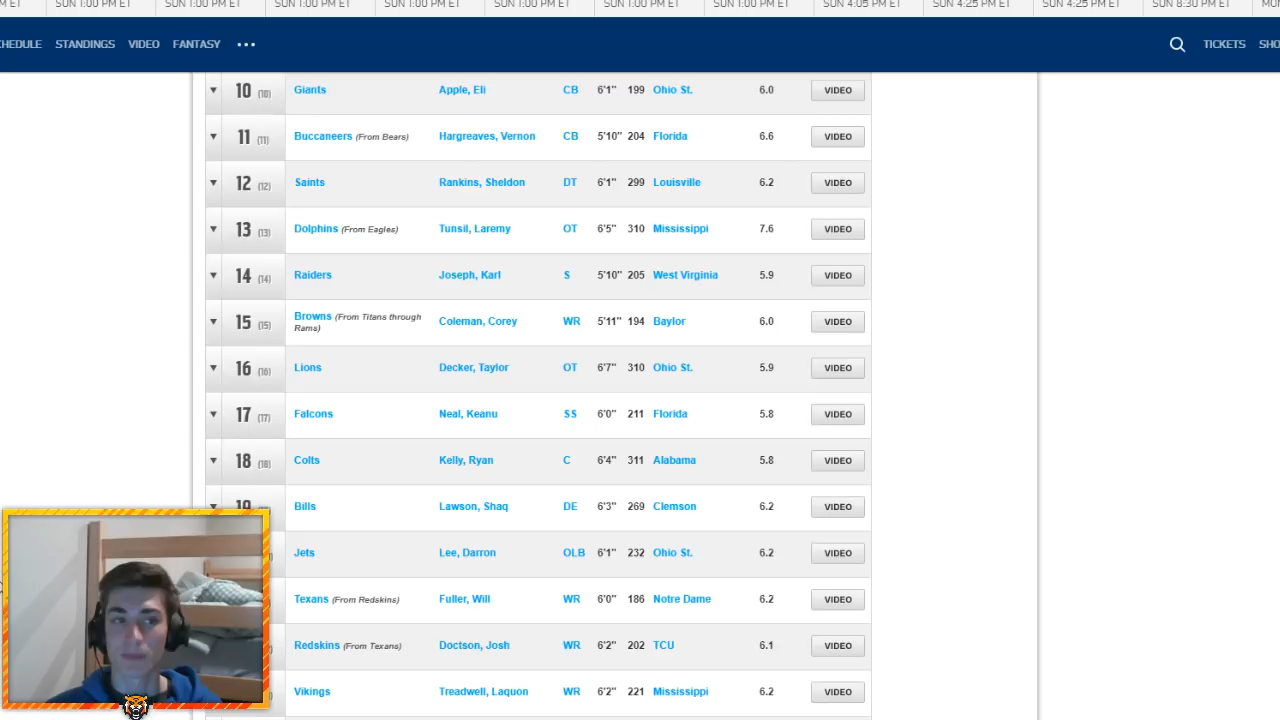 SUN 1:00 PM ET SUN 1:00 PM ET SUN 1:00 PM ET SUN 1:00 PM ET SUN 1:00 PM ET SUN 1:00 PM ET SUN 1:00 PM ET SUN 4:05 PM ET SUN 4:25 PM ET SUN 4:25 PM ET SUN 8:30 PM ET
STANDINGS VIDEO FANTASY ••• TICKETS
▼ 10 (10) Giants Apple, Eli CB 6'1" 199 Ohio St. 6.0 VIDEO
▼ 11 (11) Buccaneers (From Bears) Hargreaves, Vernon CB 5'10" 204 Florida 6.6 VIDEO
▼ 12 (12) Saints Rankins, Sheldon DT 6'1" 299 Louisville 6.2 VIDEO
▼ 13 (13) Dolphins (From Eagles) Tunsil, Laremy OT 6'5" 310 Mississippi 7.6 VIDEO
▼ 14 (14) Raiders Joseph, Karl S 5'10" 205 West Virginia 5.9 VIDEO
▼ 15 (15) Browns (From Titans through Rams) Coleman, Corey WR 5'11" 194 Baylor 6.0 VIDEO
▼ 16 (16) Lions Decker, Taylor OT 6'7" 310 Ohio St. 5.9 VIDEO
▼ 17 (17) Falcons Neal, Keanu SS 6'0" 211 Florida 5.8 VIDEO
▼ 18 (18) Colts Kelly, Ryan C 6'4" 311 Alabama 5.8 VIDEO
▼ 19 Bills Lawson, Shaq DE 6'3" 269 Clemson 6.2 VIDEO
Jets Lee, Darron OLB 6'1" 232 Ohio St. 6.2 VIDEO
Texans (From Redskins) Fuller, Will WR 6'0" 186 Notre Dame 6.2 VIDEO
Redskins (From Texans) Doctson, Josh WR 6'2" 202 TCU 6.1 VIDEO
Vikings Treadwell, Laquon WR 6'2" 221 Mississippi 6.2 VIDEO